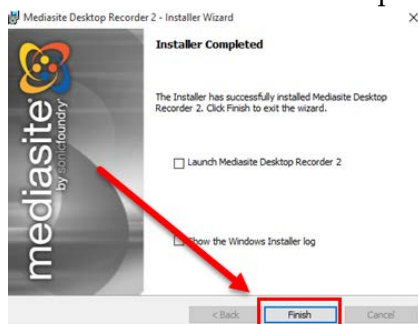 Mediasite Desktop Recorder 2 - Installer Wizard
Installer Completed
The Installer has successfully installed Mediasite Desktop
Recorder 2. Click Finish to exit the wizard.
Launch Mediasite Desktop Recorder 2
Show the Windows Installer log
mediasite
by sonicfoundry
< Back
Finish
Cancel